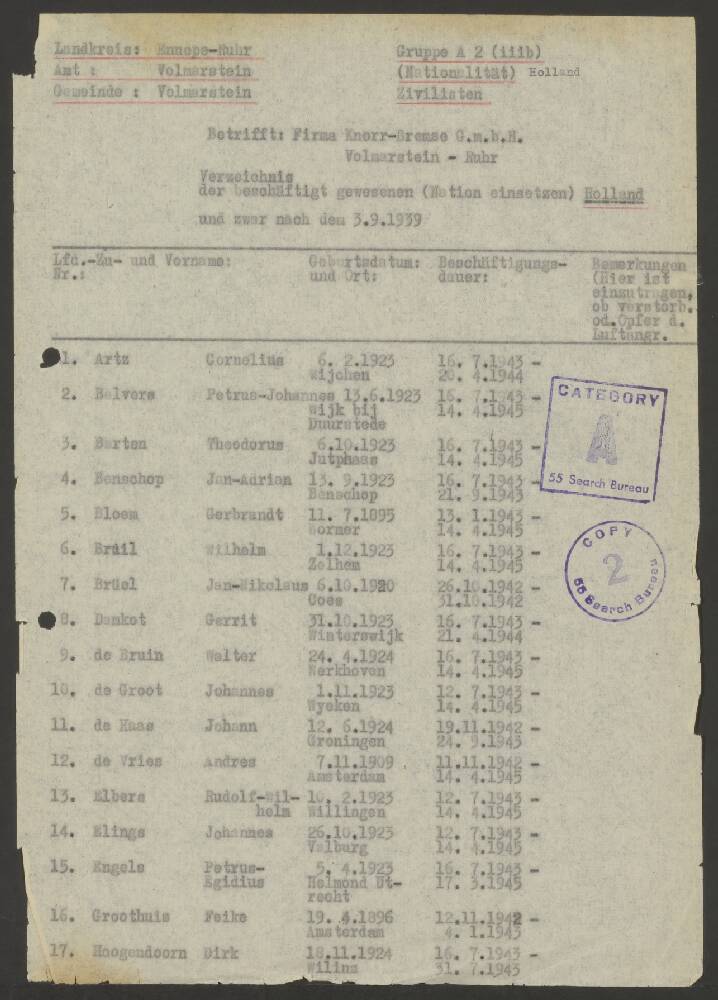 Landkreis: Ennepe-Ruhr Gruppe A 2 (iiib)
Amt : Volmarstein (Nationalität) Holland
Gemeinde : Volmarstein Zivilisten
Betrifft: Firma Knorr-Bremse G.m.b.H.
Volmarstein - Ruhr
Verzeichnis
der beschäftigt gewesenen (Nation einsetzen) Holland
und zwar nach dem 3.9.1939
Lfd.-Zu- und Vorname: Geburtsdatum: Beschäftigungs- Bemerkungen
Nr.: und Ort: dauer: (Hier ist
einzutragen,
ob verstorb.
od.Opfer d.
Luftangr.
1. Artz Cornelius 6. 2.1923 16. 7.1943 -
Wijchen 20. 4.1944
2. Balvers Petrus-Johannes 13.6.1923 16. 7.1943 -
Wijk bij 14. 4.1945
Duurstede
CATEGORY
A
55 Search Bureau
3. Barten Theodorus 6.10.1923 16. 7.1943 -
Jutphaas 14. 4.1945
4. Benschop Jan-Adrian 13. 9.1923 16. 7.1943 -
Benschop 21. 9.1943
5. Bloem Gerbrandt 11. 7.1895 13. 1.1943 -
Wormer 14. 4.1945
6. Bruil Wilhelm 1.12.1923 16. 7.1943 -
Zelhem 14. 4.1945
COPY
2
55 Search Bureau
7. Brüel Jan-Nikolaus 6.10.1920 26.10.1942 -
Goes 31.10.1942
8. Damkot Gerrit 31.10.1923 16. 7.1943 -
Winterswijk 21. 4.1944
9. de Bruin Walter 24. 4.1924 16. 7.1943 -
Werkhoven 14. 4.1945
10. de Groot Johannes 1.11.1923 12. 7.1943 -
Wyeken 14. 4.1945
11. de Haas Johann 12. 6.1924 19.11.1942 -
Groningen 24. 9.1943
12. de Vries Andres 7.11.1909 11.11.1942 -
Amsterdam 14. 4.1945
13. Elbers Rudolf-Wil- 10. 2.1923 12. 7.1943 -
helm Willingen 14. 4.1945
14. Elings Johannes 26.10.1923 12. 7.1943 -
Valburg 14. 4.1945
15. Engels Petrus- 5. 4.1923 16. 7.1943 -
Egidius Helmond Ut- 17. 3.1945
recht
16. Groothuis Feike 19. 4.1896 12.11.1942 -
Amsterdam 4. 1.1943
17. Hoogendoorn Dirk 18.11.1924 16. 7.1943 -
Wilins 31. 7.1943